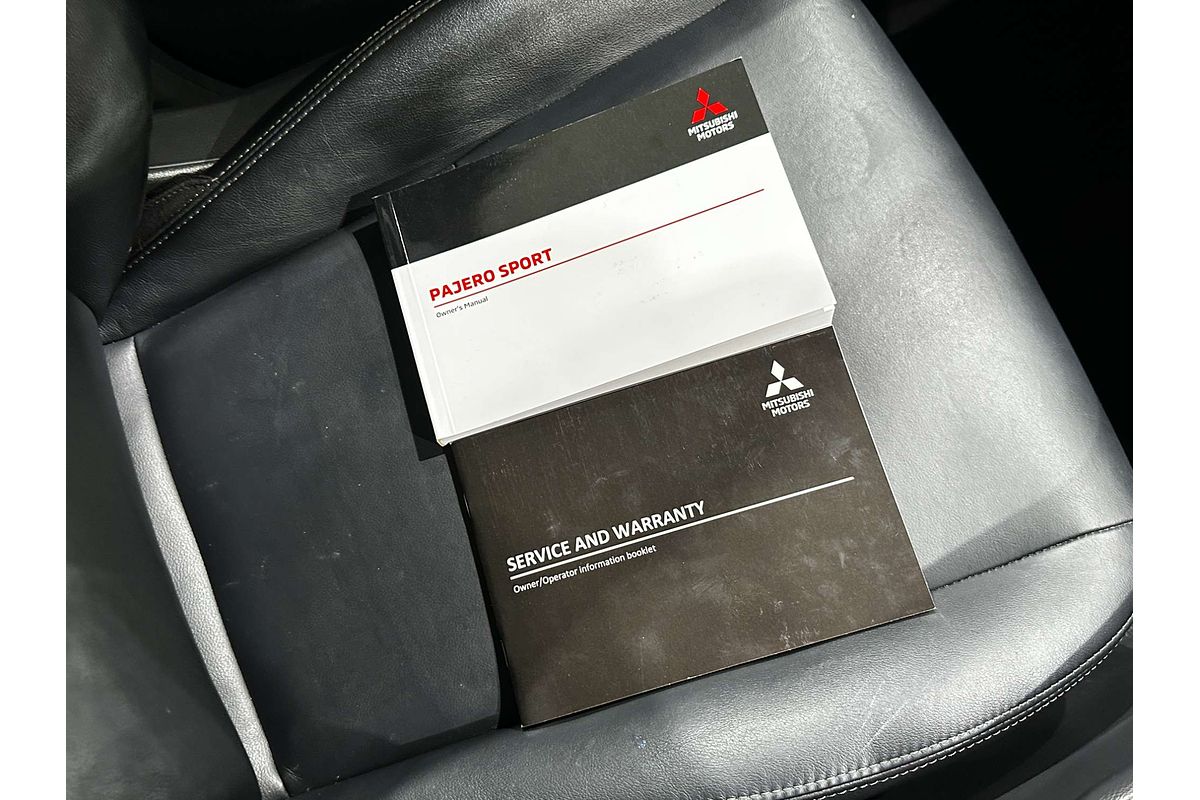 MITSUBISHI
MOTORS
PAJERO SPORT
Owner's Manual
MITSUBISHI
MOTORS
SERVICE AND WARRANTY
Owner/Operator information booklet